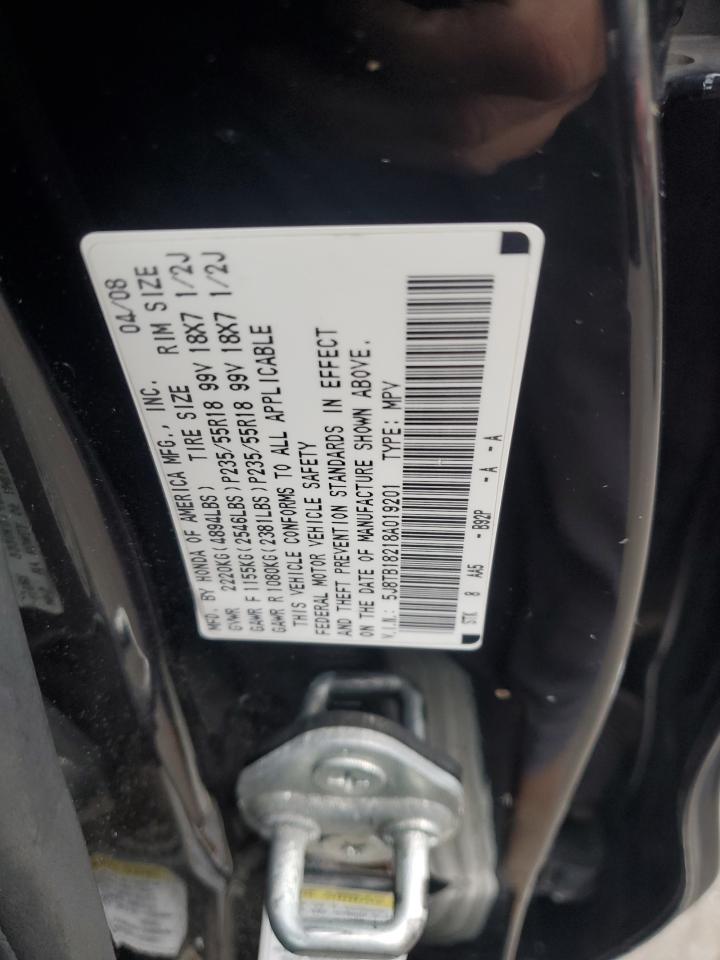 MFD. BY HONDA OF AMERICA MFG., INC. 04/08
GVWR 2220KG(4894LBS) TIRE SIZE RIM SIZE
GAWR F 1155KG(2546LBS)P235/55R18 99V 18X7 1/2J
GAWR R 1080KG(2381LBS)P235/55R18 99V 18X7 1/2J
THIS VEHICLE CONFORMS TO ALL APPLICABLE
FEDERAL MOTOR VEHICLE SAFETY
AND THEFT PREVENTION STANDARDS IN EFFECT
ON THE DATE OF MANUFACTURE SHOWN ABOVE.
V.I.N.: 5J8TB18218A019201 TYPE: MPV
STK 8 AA5 - B92P - A - A